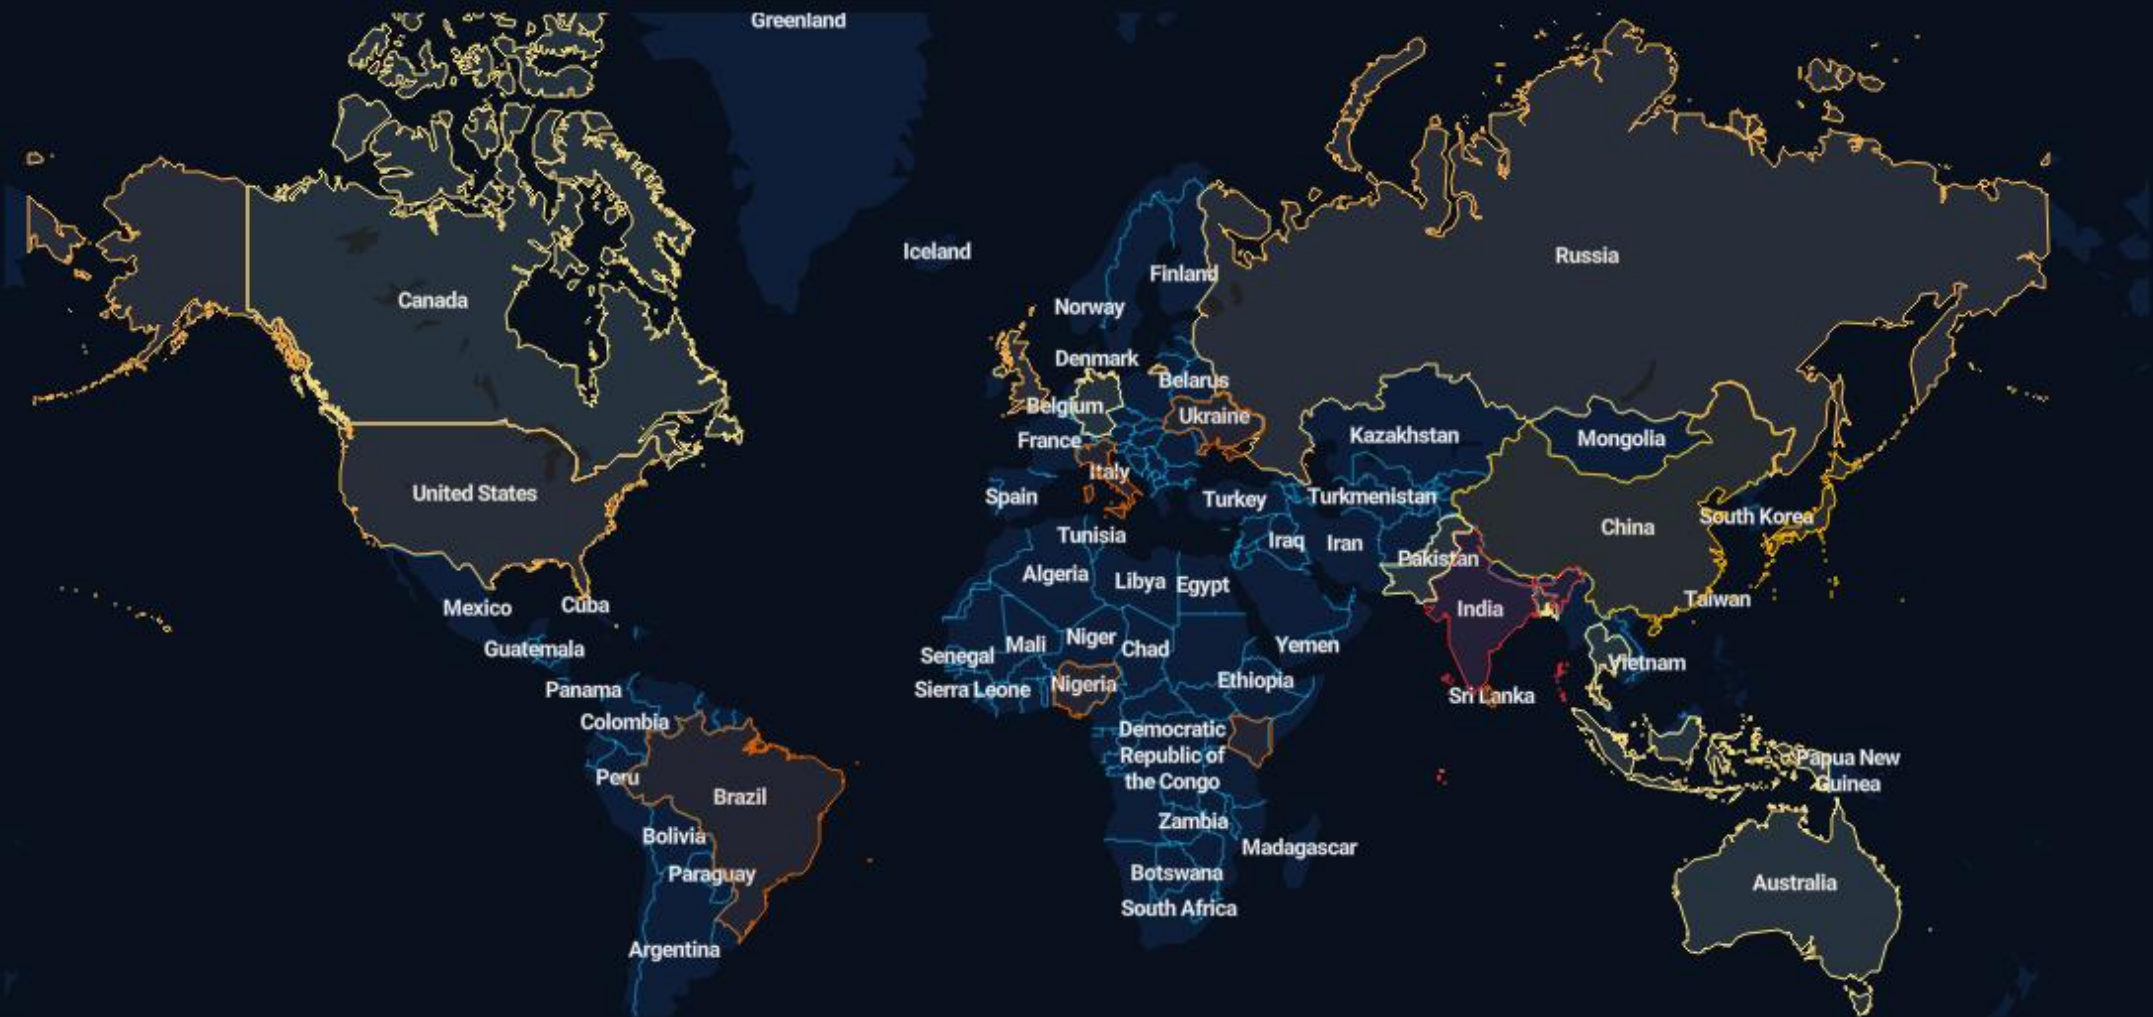 Greenland
Iceland
Russia
Finland
Canada
Norway
Denmark
Belarus
Belgium
Ukraine
France
Kazakhstan
Mongolia
Italy
United States
Spain
Turkey
Turkmenistan
South Korea
China
Tunisia
Iraq
Iran
Pakistan
Algeria
Libya
Egypt
Mexico
Cuba
India
Taiwan
Guatemala
Senegal
Mali
Niger
Chad
Yemen
Vietnam
Panama
Sierra Leone
Nigeria
Ethiopia
Sri Lanka
Colombia
Democratic
Republic of
the Congo
Papua New
Guinea
Peru
Brazil
Zambia
Bolivia
Madagascar
Paraguay
Botswana
Australia
South Africa
Argentina